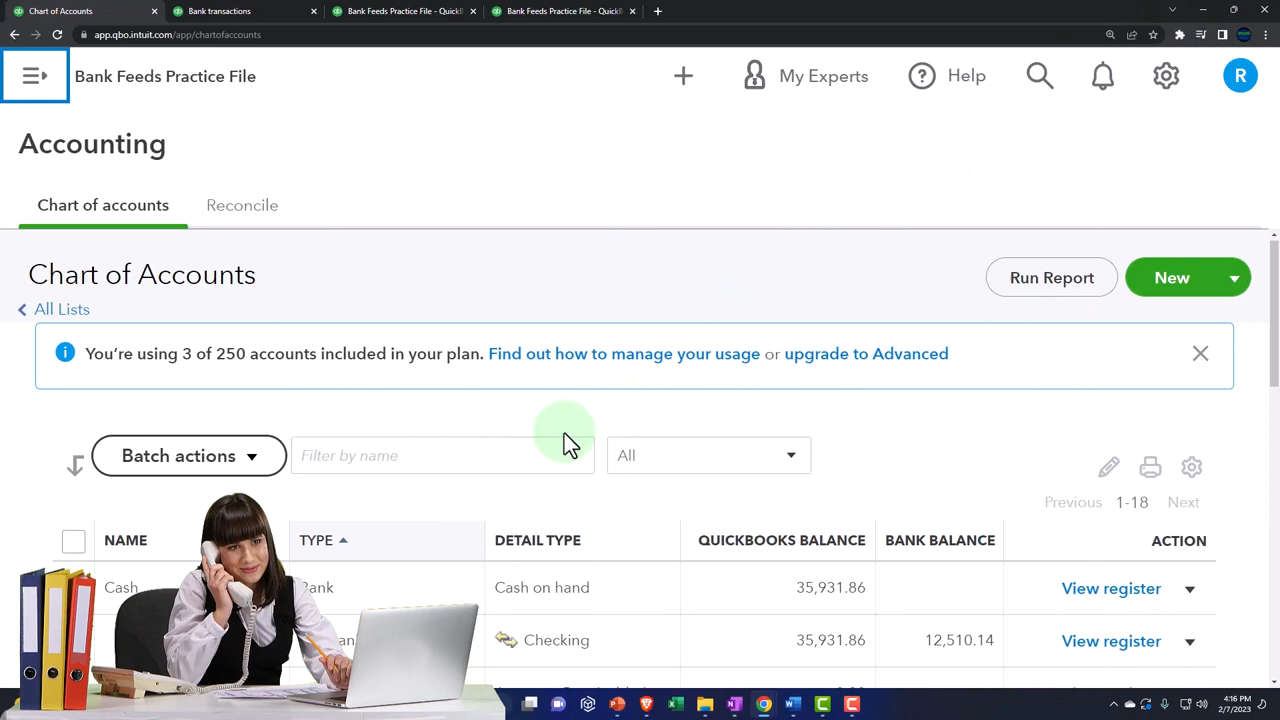 Chart of Accounts
Bank transactions
Bank Feeds Practice File - QuickB
Bank Feeds Practice File - QuickB
app.qbo.intuit.com/app/chartofaccounts
Bank Feeds Practice File
My Experts
Help
R
Accounting
Chart of accounts
Reconcile
Chart of Accounts
Run Report
New
All Lists
You're using 3 of 250 accounts included in your plan. Find out how to manage your usage or upgrade to Advanced
Batch actions
Filter by name
All
Previous 1-18 Next
NAME TYPE DETAIL TYPE QUICKBOOKS BALANCE BANK BALANCE ACTION
Cash Bank Cash on hand 35,931.86 View register
Checking 35,931.86 12,510.14 View register
4:16 PM
2/7/2023